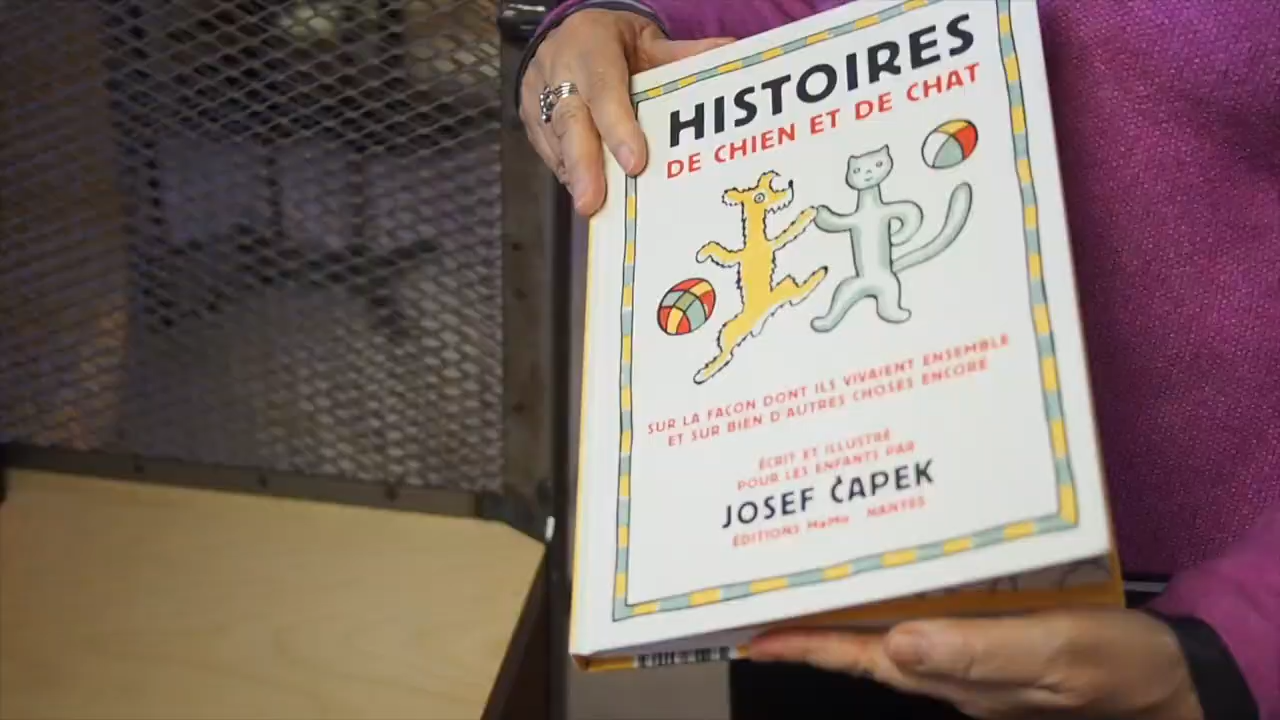 HISTOIRES
DE CHIEN ET DE CHAT
SUR LA FAÇON DONT ILS VIVAIENT ENSEMBLE
ET SUR BIEN D'AUTRES CHOSES ENCORE
ÉCRIT ET ILLUSTRÉ
POUR LES ENFANTS PAR
JOSEF ČAPEK
ÉDITIONS MeMo NANTES